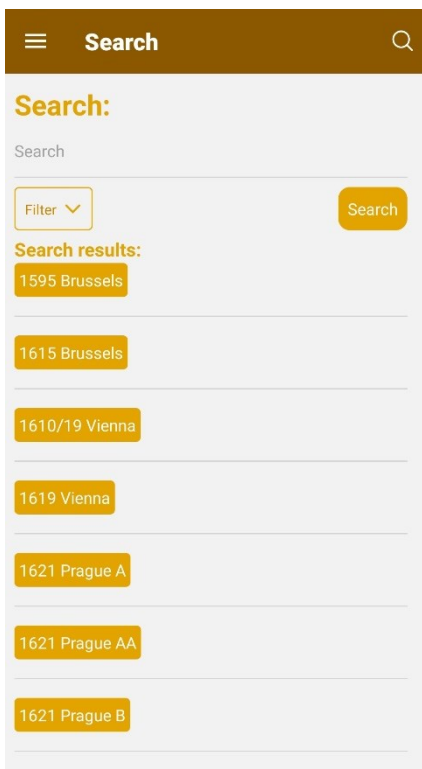 Search
Search:
Search
Filter
Search
Search results:
1595 Brussels
1615 Brussels
1610/19 Vienna
1619 Vienna
1621 Prague A
1621 Prague AA
1621 Prague B